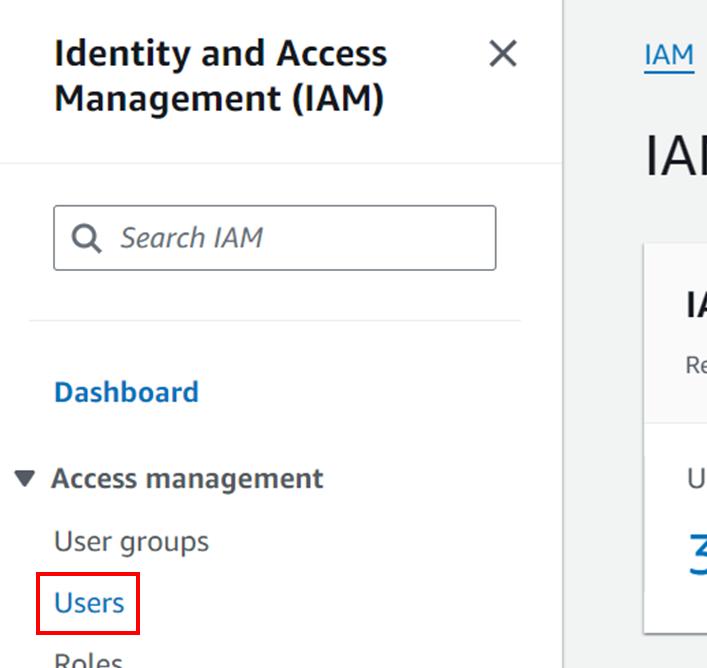 Identity and Access
Management (IAM)
IAM
Search IAM
Dashboard
Access management
User groups
Users
Roles